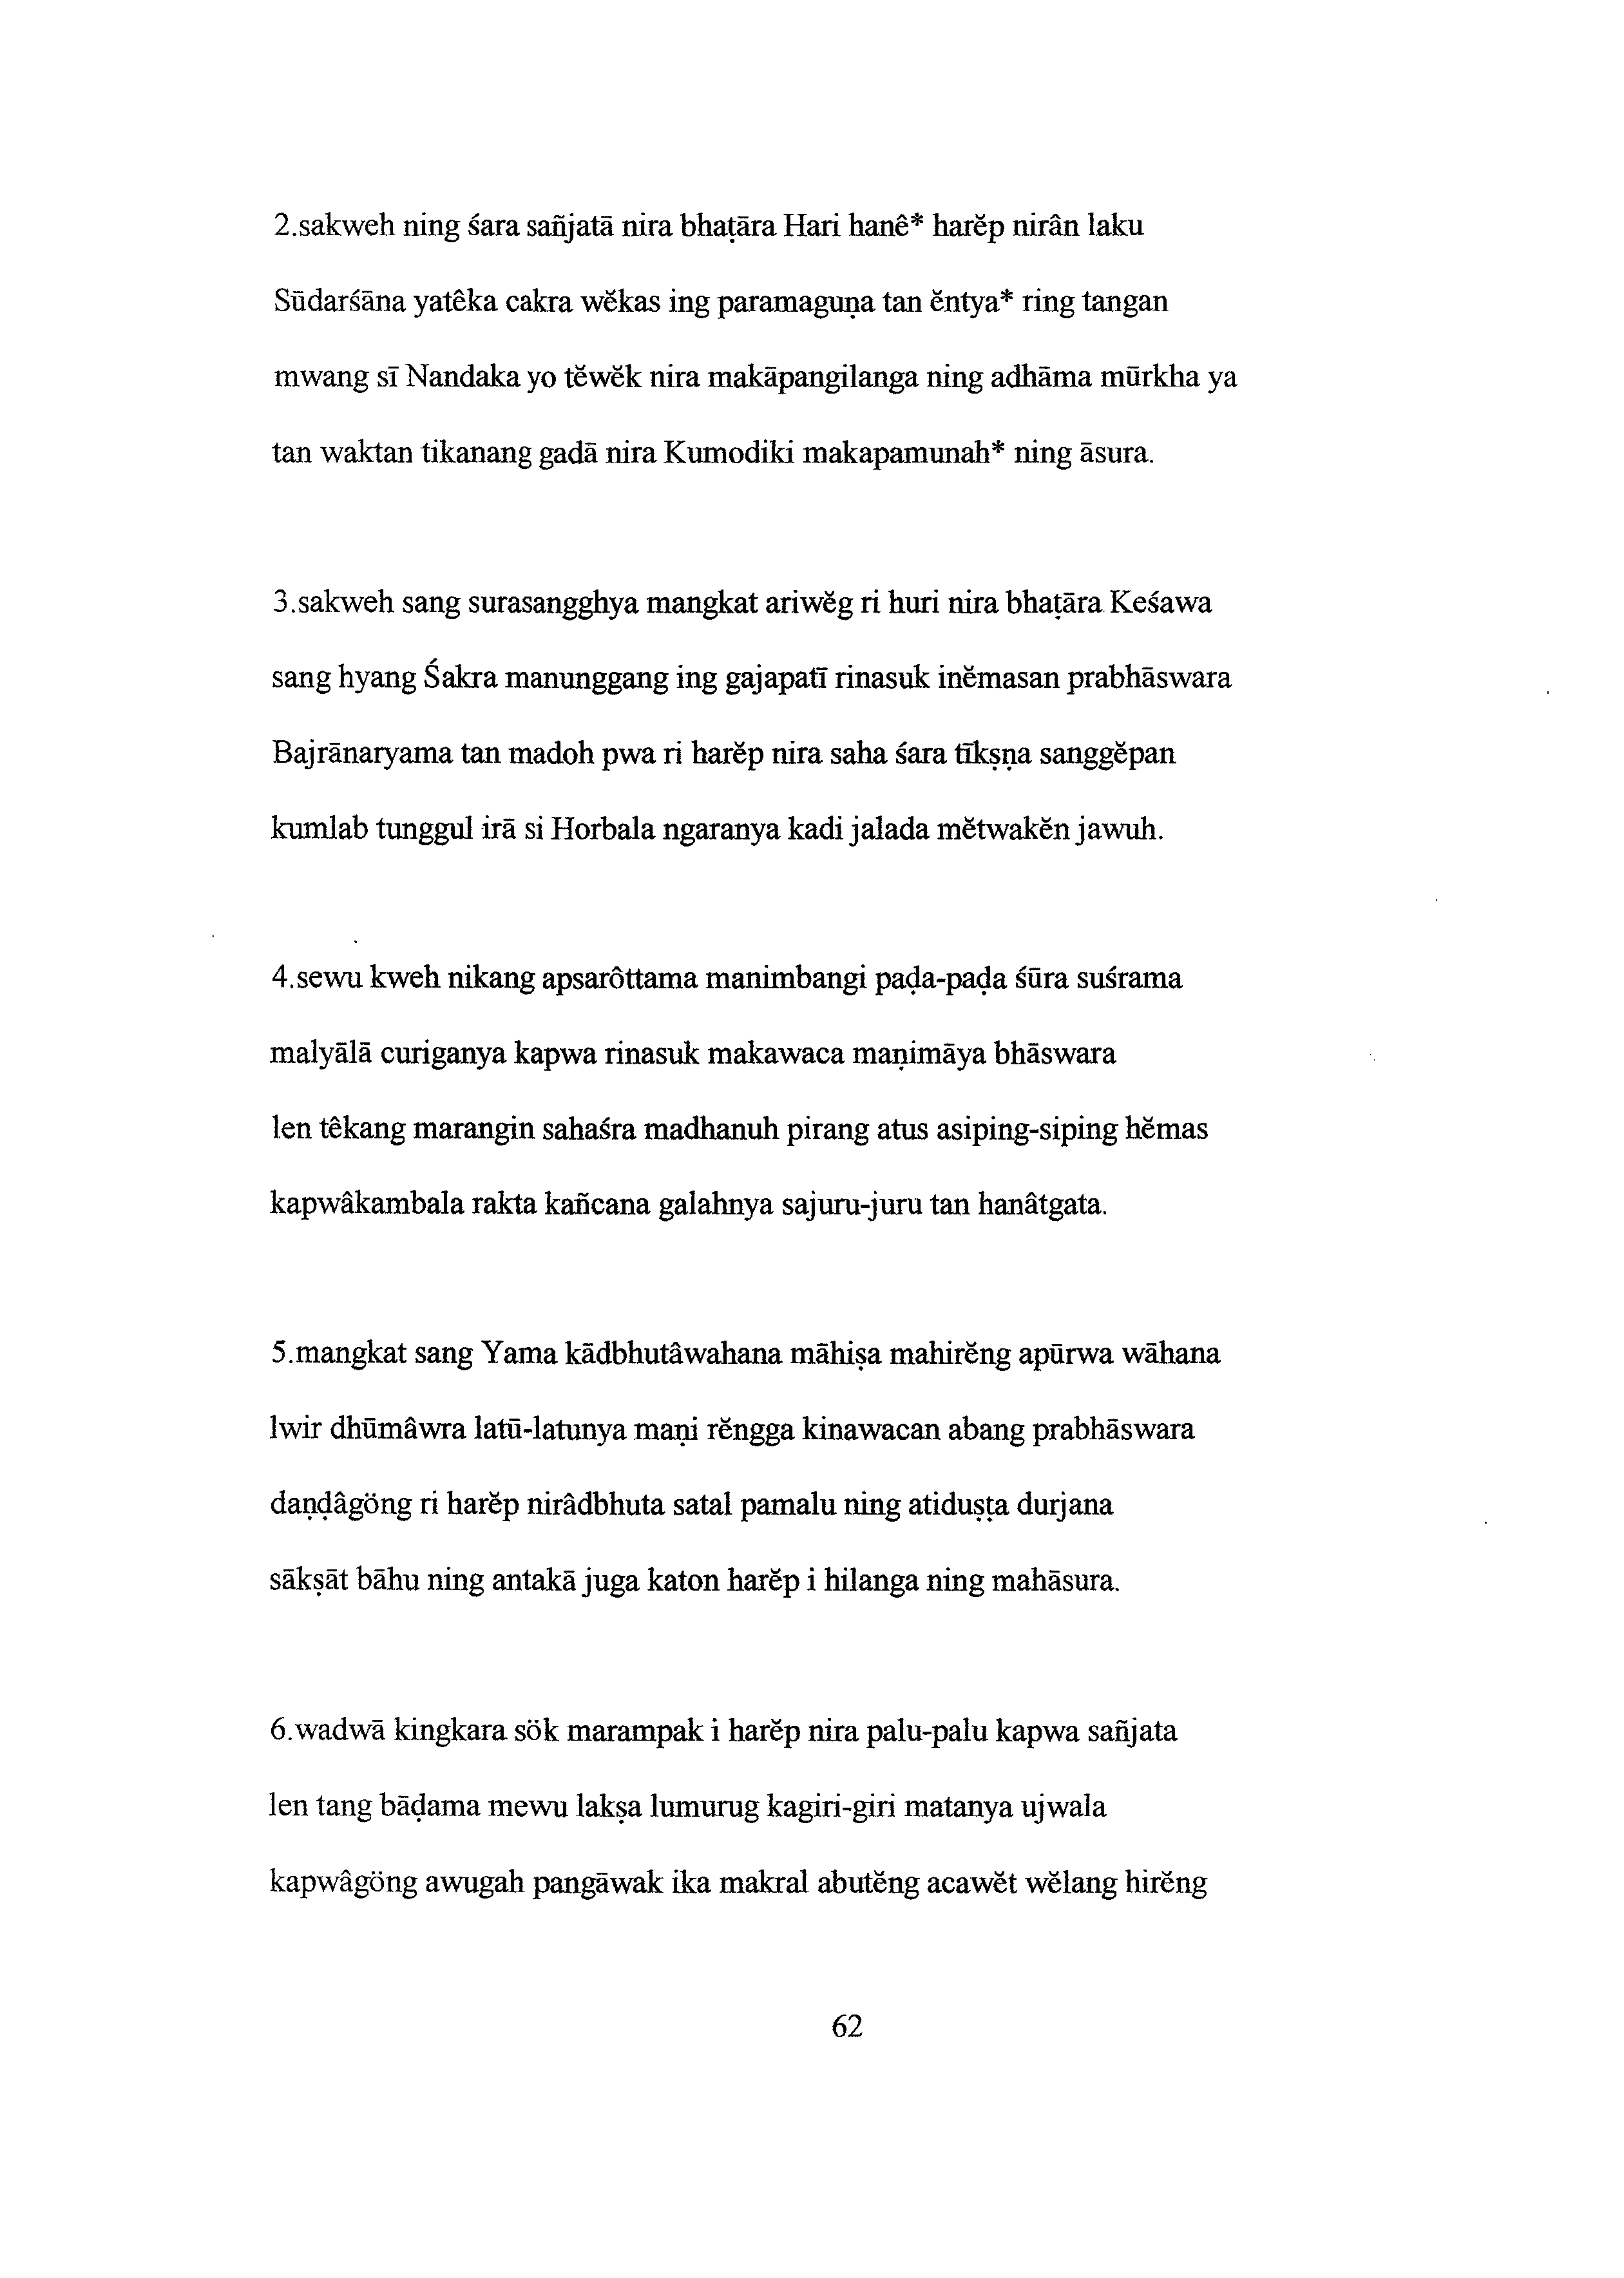 2.sakweh ning śara sañjatā nira bhaṭāra Hari hanê* harĕp nirân laku
Sūdarśāna yatêka cakra wĕkas ing paramaguṇa tan ĕntya* ring tangan
mwang sī Nandaka yo tĕwĕk nira makāpangilanga ning adhāma mūrkha ya
tan waktan tikanang gadā nira Kumodiki makapamunah* ning āsura.
3.sakweh sang surasangghya mangkat ariwĕg ri huri nira bhaṭāra Keśawa
sang hyang Śakra manunggang ing gajapatī rinasuk inĕmasan prabhāswara
Bajrānaryama tan madoh pwa ri harĕp nira saha śara tīkṣṇa sanggĕpan
kumlab tunggul irā si Horbala ngaranya kadi jalada mĕtwakĕn jawuh.
4.sewu kweh nikang apsarôttama manimbangi paḍa-paḍa śūra suśrama
malyālā curiganya kapwa rinasuk makawaca maṇimāya bhāswara
len têkang marangin sahaśra madhanuh pirang atus asiping-siping hĕmas
kapwâkambala rakta kañcana galahnya sajuru-juru tan hanâtgata.
5.mangkat sang Yama kādbhutâwahana māhiṣa mahirĕng apūrwa wāhana
lwir dhūmâwra latū-latunya maṇi rĕngga kinawacan abang prabhāswara
daṇḍâgöng ri harĕp nirâdbhuta satal pamalu ning atiduṣṭa durjana
sākṣāt bāhu ning antakā juga katon harĕp i hilanga ning mahāsura.
6.wadwā kingkara sök marampak i harĕp nira palu-palu kapwa sañjata
len tang bāḍama mewu lakṣa lumurug kagiri-giri matanya ujwala
kapwâgöng awugah pangāwak ika makral abutĕng acawĕt wĕlang hirĕng
62